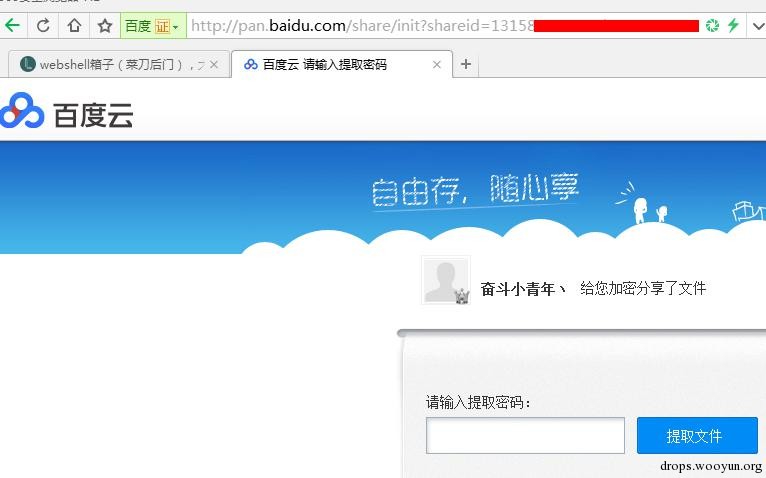 百度 证 http://pan.baidu.com/share/init?shareid=13158
webshell箱子（菜刀后门），
百度云 请输入提取密码
百度云
自由存，随心享
奋斗小青年丶 给您加密分享了文件
请输入提取密码：
提取文件
drops.wooyun.org